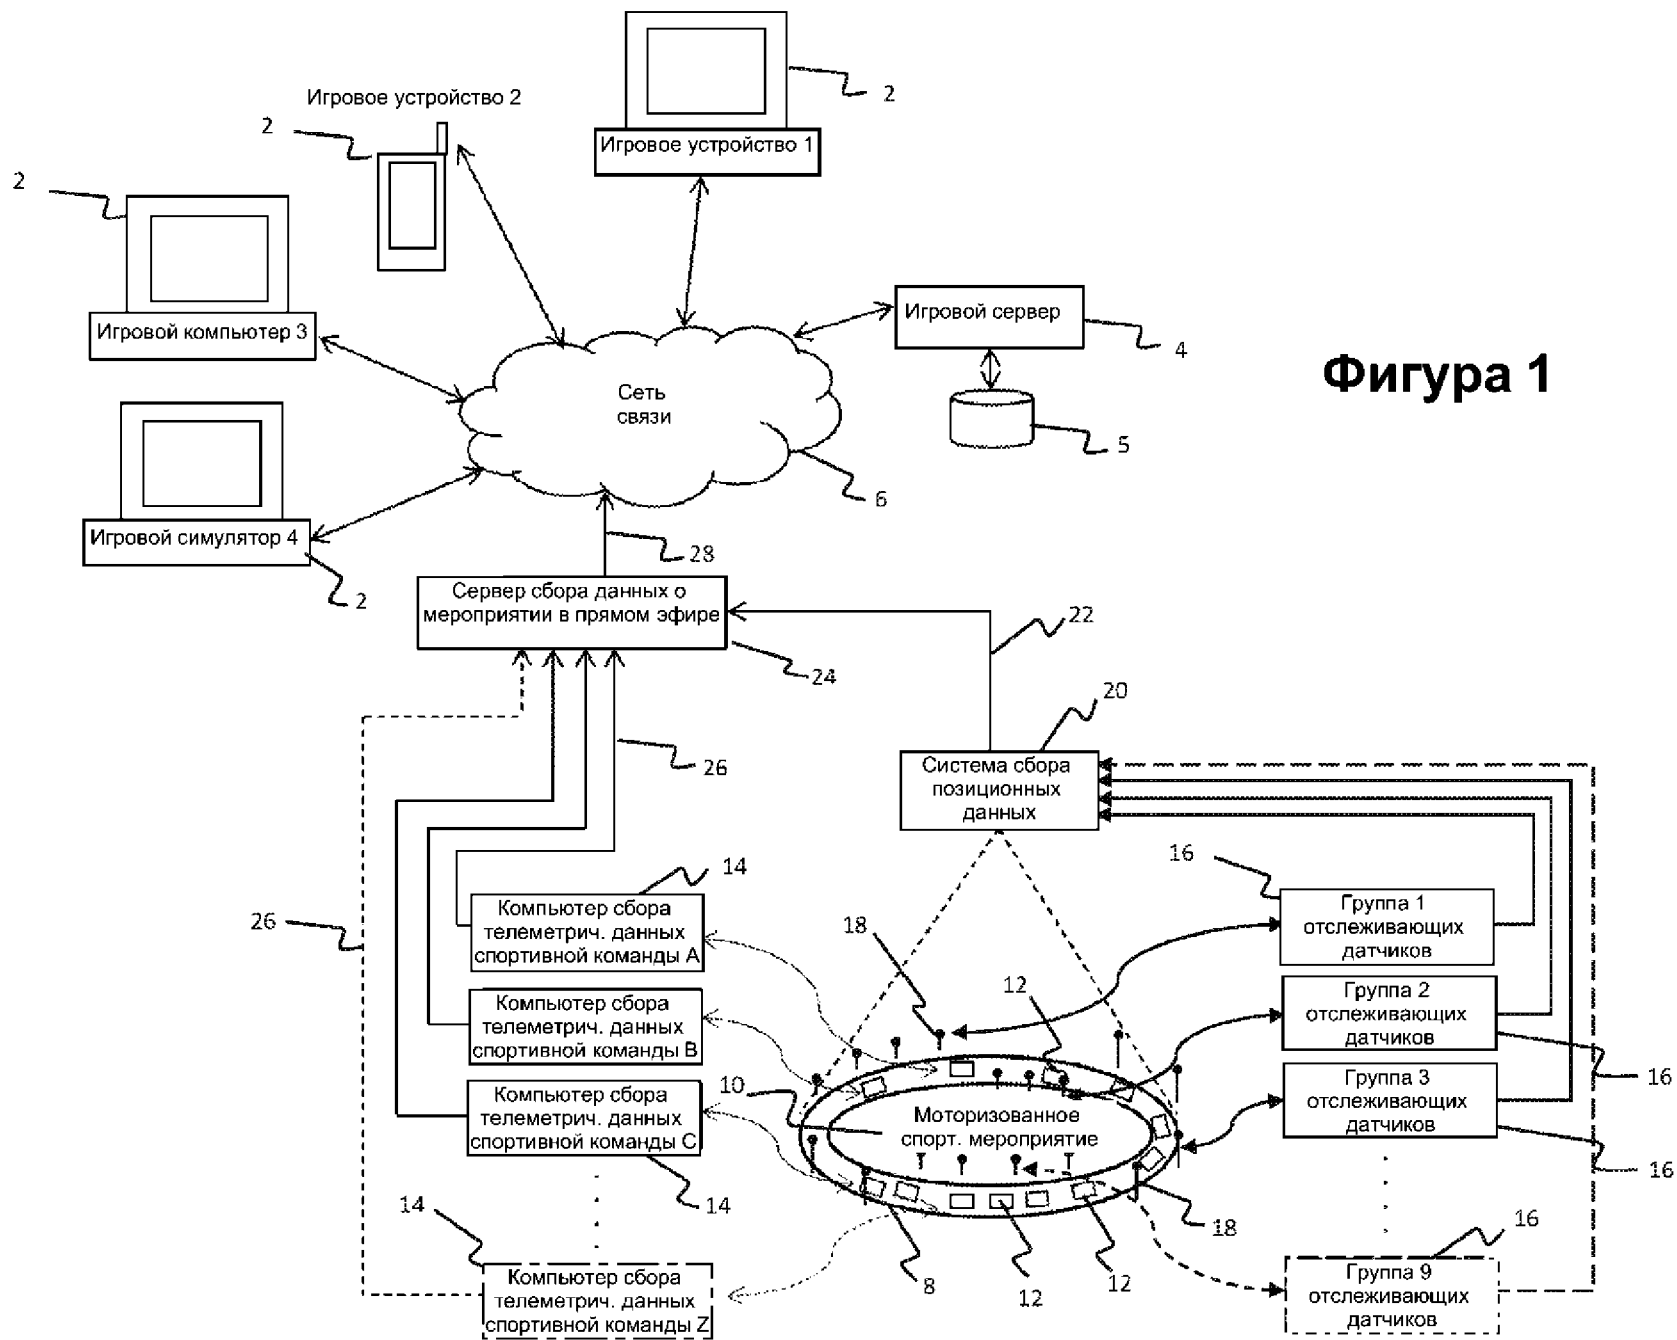 Игровое устройство 2
2
2
Игровое устройство 1
2
2
Игровой компьютер 3
Игровой сервер
4
Фигура 1
Сеть
связи
5
6
Игровой симулятор 4
2
28
Сервер сбора данных о
мероприятии в прямом эфире
22
24
20
26
Система сбора
позиционных
данных
14
16
Компьютер сбора
телеметрич. данных
спортивной команды A
26
18
12
Группа 1
отслеживающих
датчиков
Компьютер сбора
телеметрич. данных
спортивной команды B
Группа 2
отслеживающих
датчиков
16
10
Компьютер сбора
телеметрич. данных
спортивной команды C
Моторизованное
спорт. мероприятие
Группа 3
отслеживающих
датчиков
16
14
14
18
16
8
12
12
Компьютер сбора
телеметрич. данных
спортивной команды Z
Группа 9
отслеживающих
датчиков